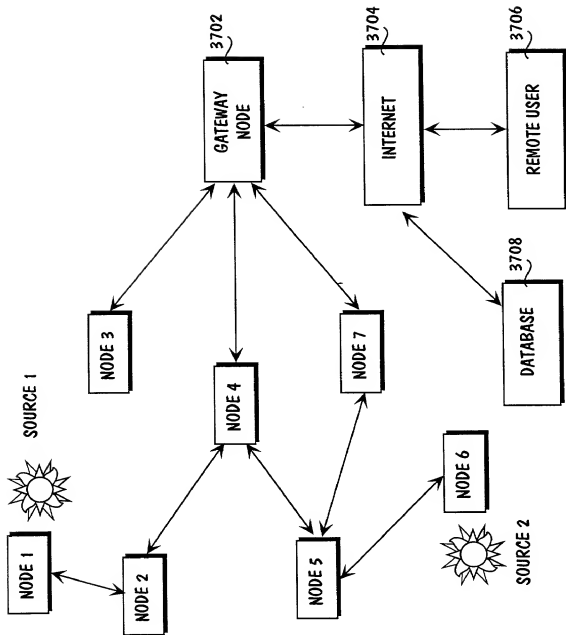 SOURCE 1
NODE 1
NODE 2
NODE 3
NODE 4
NODE 5
NODE 6
NODE 7
SOURCE 2
GATEWAY
NODE
3702
INTERNET
3704
REMOTE USER
3706
DATABASE
3708